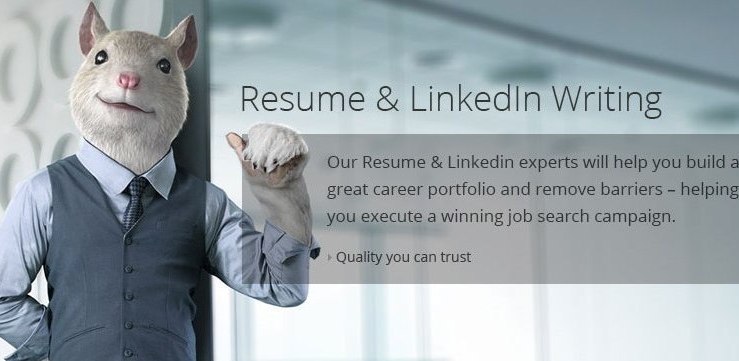 Resume & LinkedIn Writing
Our Resume & Linkedin experts will help you build a
great career portfolio and remove barriers – helping
you execute a winning job search campaign.
Quality you can trust